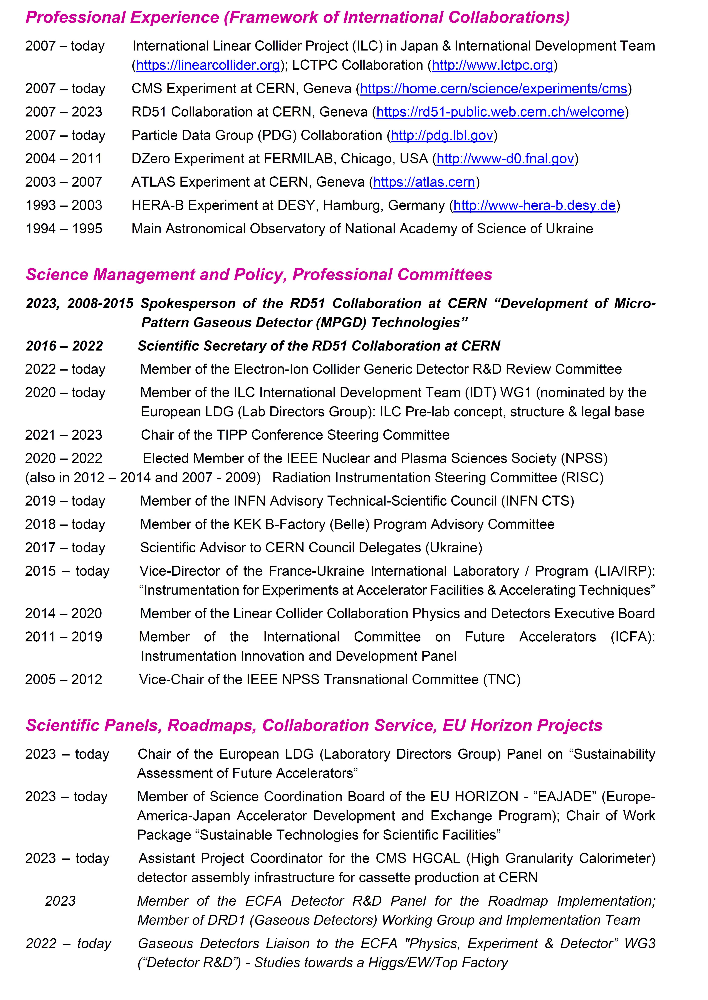 Professional Experience (Framework of International Collaborations)
2007 – today International Linear Collider Project (ILC) in Japan & International Development Team
(https://linearcollider.org); LCTPC Collaboration (http://www.lctpc.org)
2007 – today CMS Experiment at CERN, Geneva (https://home.cern/science/experiments/cms)
2007 – 2023 RD51 Collaboration at CERN, Geneva (https://rd51-public.web.cern.ch/welcome)
2007 – today Particle Data Group (PDG) Collaboration (http://pdg.lbl.gov)
2004 – 2011 DZero Experiment at FERMILAB, Chicago, USA (http://www-d0.fnal.gov)
2003 – 2007 ATLAS Experiment at CERN, Geneva (https://atlas.cern)
1993 – 2003 HERA-B Experiment at DESY, Hamburg, Germany (http://www-hera-b.desy.de)
1994 – 1995 Main Astronomical Observatory of National Academy of Science of Ukraine
Science Management and Policy, Professional Committees
2023, 2008-2015 Spokesperson of the RD51 Collaboration at CERN “Development of Micro-
Pattern Gaseous Detector (MPGD) Technologies”
2016 – 2022 Scientific Secretary of the RD51 Collaboration at CERN
2022 – today Member of the Electron-Ion Collider Generic Detector R&D Review Committee
2020 – today Member of the ILC International Development Team (IDT) WG1 (nominated by the
European LDG (Lab Directors Group): ILC Pre-lab concept, structure & legal base
2021 – 2023 Chair of the TIPP Conference Steering Committee
2020 – 2022 Elected Member of the IEEE Nuclear and Plasma Sciences Society (NPSS)
(also in 2012 – 2014 and 2007 - 2009) Radiation Instrumentation Steering Committee (RISC)
2019 – today Member of the INFN Advisory Technical-Scientific Council (INFN CTS)
2018 – today Member of the KEK B-Factory (Belle) Program Advisory Committee
2017 – today Scientific Advisor to CERN Council Delegates (Ukraine)
2015 – today Vice-Director of the France-Ukraine International Laboratory / Program (LIA/IRP):
“Instrumentation for Experiments at Accelerator Facilities & Accelerating Techniques”
2014 – 2020 Member of the Linear Collider Collaboration Physics and Detectors Executive Board
2011 – 2019 Member of the International Committee on Future Accelerators (ICFA):
Instrumentation Innovation and Development Panel
2005 – 2012 Vice-Chair of the IEEE NPSS Transnational Committee (TNC)
Scientific Panels, Roadmaps, Collaboration Service, EU Horizon Projects
2023 – today Chair of the European LDG (Laboratory Directors Group) Panel on “Sustainability
Assessment of Future Accelerators”
2023 – today Member of Science Coordination Board of the EU HORIZON - “EAJADE” (Europe-
America-Japan Accelerator Development and Exchange Program); Chair of Work
Package “Sustainable Technologies for Scientific Facilities”
2023 – today Assistant Project Coordinator for the CMS HGCAL (High Granularity Calorimeter)
detector assembly infrastructure for cassette production at CERN
2023 Member of the ECFA Detector R&D Panel for the Roadmap Implementation;
Member of DRD1 (Gaseous Detectors) Working Group and Implementation Team
2022 – today Gaseous Detectors Liaison to the ECFA "Physics, Experiment & Detector” WG3
(“Detector R&D”) - Studies towards a Higgs/EW/Top Factory